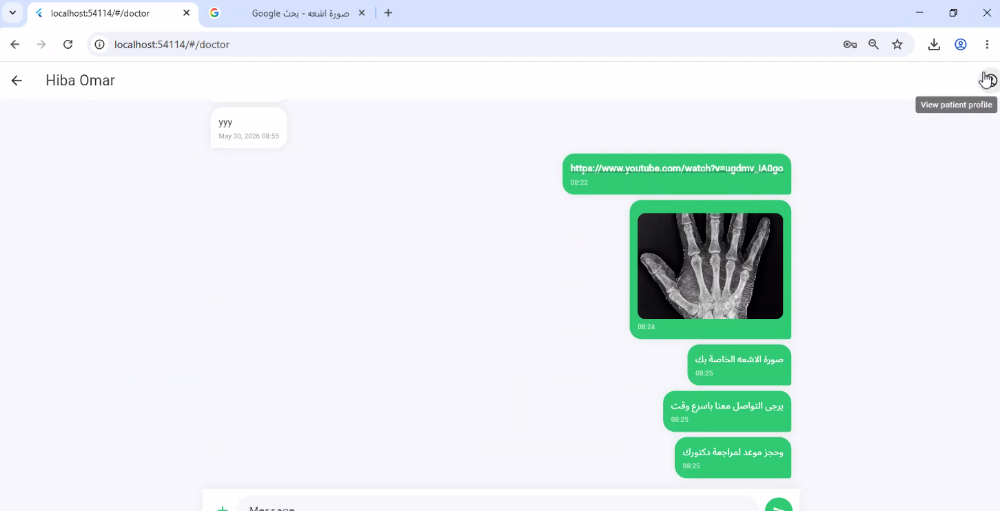 localhost:54114/#/doctor
صورة اشعه - بحث Google
localhost:54114/#/doctor
Hiba Omar
View patient profile
yyy
May 30, 2026 08:55
https://www.youtube.com/watch?v=ugdmv_iA0go
08:22
08:24
صورة الاشعه الخاصة بك
08:25
يرجى التواصل معنا باسرع وقت
08:25
وحجز موعد لمراجعة دكتورك
08:25
Message